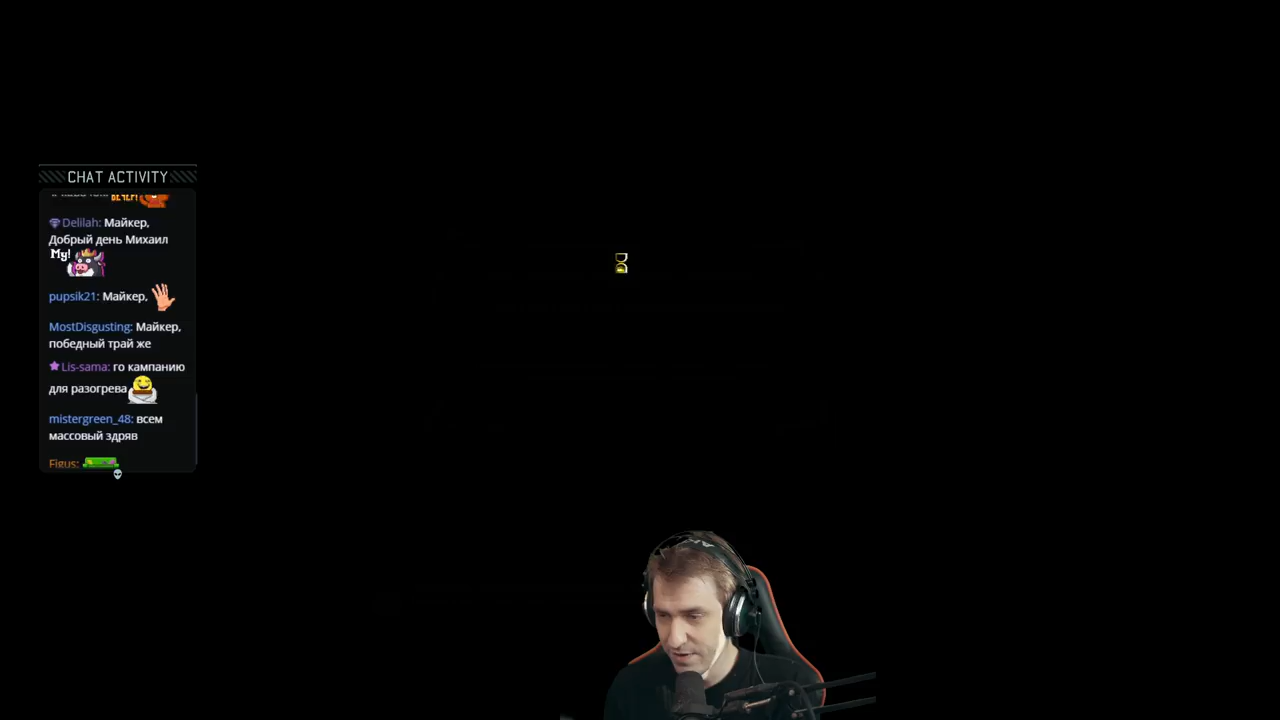 CHAT ACTIVITY
Delilah: Майкер,
Добрый день Михаил
My!
pupsik21: Майкер,
MostDisgusting: Майкер,
победный трай же
Lis-sama: го кампанию
для разогрева
mistergreen_48: всем
массовый здряв
Figus: